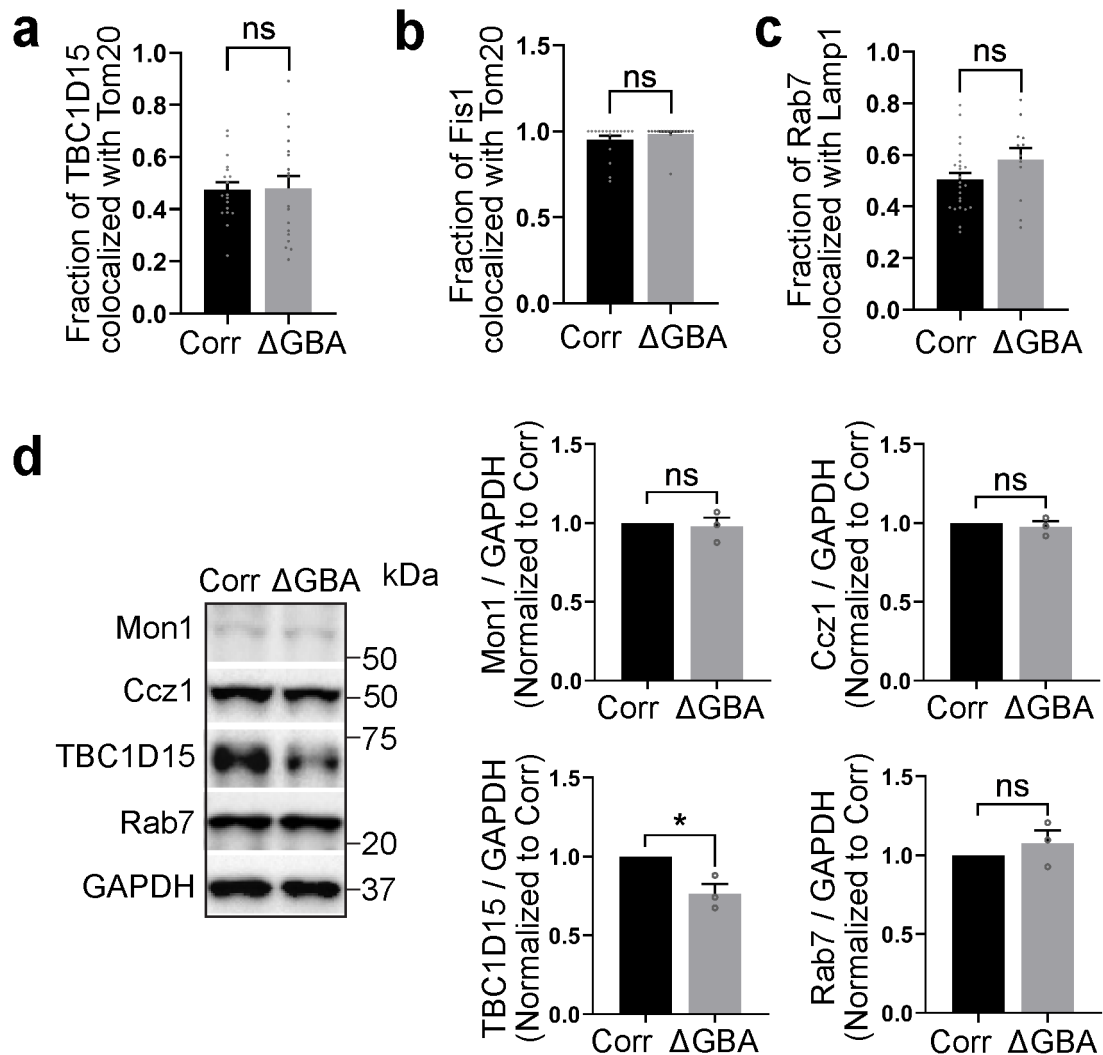 a
Fraction of TBC1D15
colocalized with Tom20
1.0
0.8
0.6
0.4
0.2
0.0
ns
Corr ΔGBA
b
Fraction of Fis1
colocalized with Tom20
1.5
1.0
0.5
0.0
ns
Corr ΔGBA
c
Fraction of Rab7
colocalized with Lamp1
1.0
0.8
0.6
0.4
0.2
0.0
ns
Corr ΔGBA
d
Corr ΔGBA kDa
Mon1
50
Ccz1
50
75
TBC1D15
Rab7
20
GAPDH
37
Mon1 / GAPDH
(Normalized to Corr)
1.5
1.0
0.5
0.0
ns
Corr ΔGBA
Ccz1 / GAPDH
(Normalized to Corr)
1.5
1.0
0.5
0.0
ns
Corr ΔGBA
TBC1D15 / GAPDH
(Normalized to Corr)
1.5
1.0
0.5
0.0
*
Corr ΔGBA
Rab7 / GAPDH
(Normalized to Corr)
1.5
1.0
0.5
0.0
ns
Corr ΔGBA